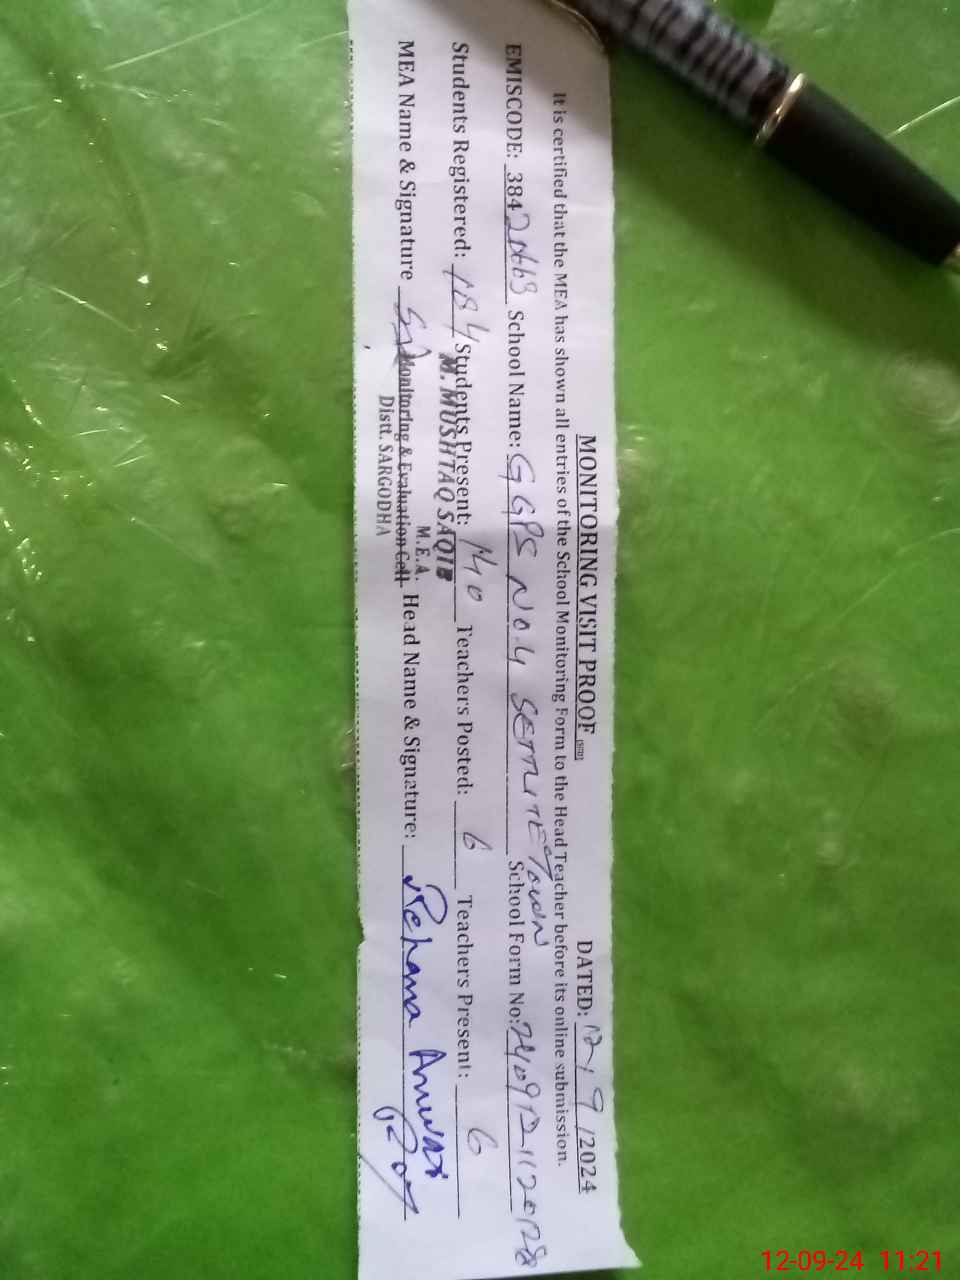 MONITORING VISIT PROOF DATED: 12/9/2024
It is certified that the MEA has shown all entries of the School Monitoring Form to the Head Teacher before its online submission.
EMISCODE: School Name: GGPS NO.4 Town School Form No:
Students Registered: 184 Students Present: 140 Teachers Posted: 6 Teachers Present: 6
M. MUSHTAQ SAQIB
M.E.A.
MEA Name & Signature Head Name & Signature: Rehana Anwar
Monitoring & Evaluation Cell
Distt. SARGODHA
12-09-24 11:21